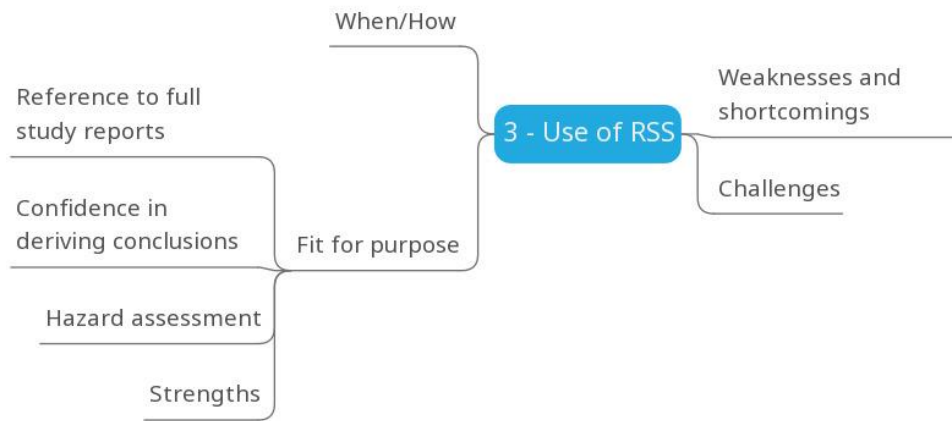 When/How
Reference to full
study reports
Confidence in
deriving conclusions
Fit for purpose
Hazard assessment
Strengths
3 - Use of RSS
Weaknesses and
shortcomings
Challenges